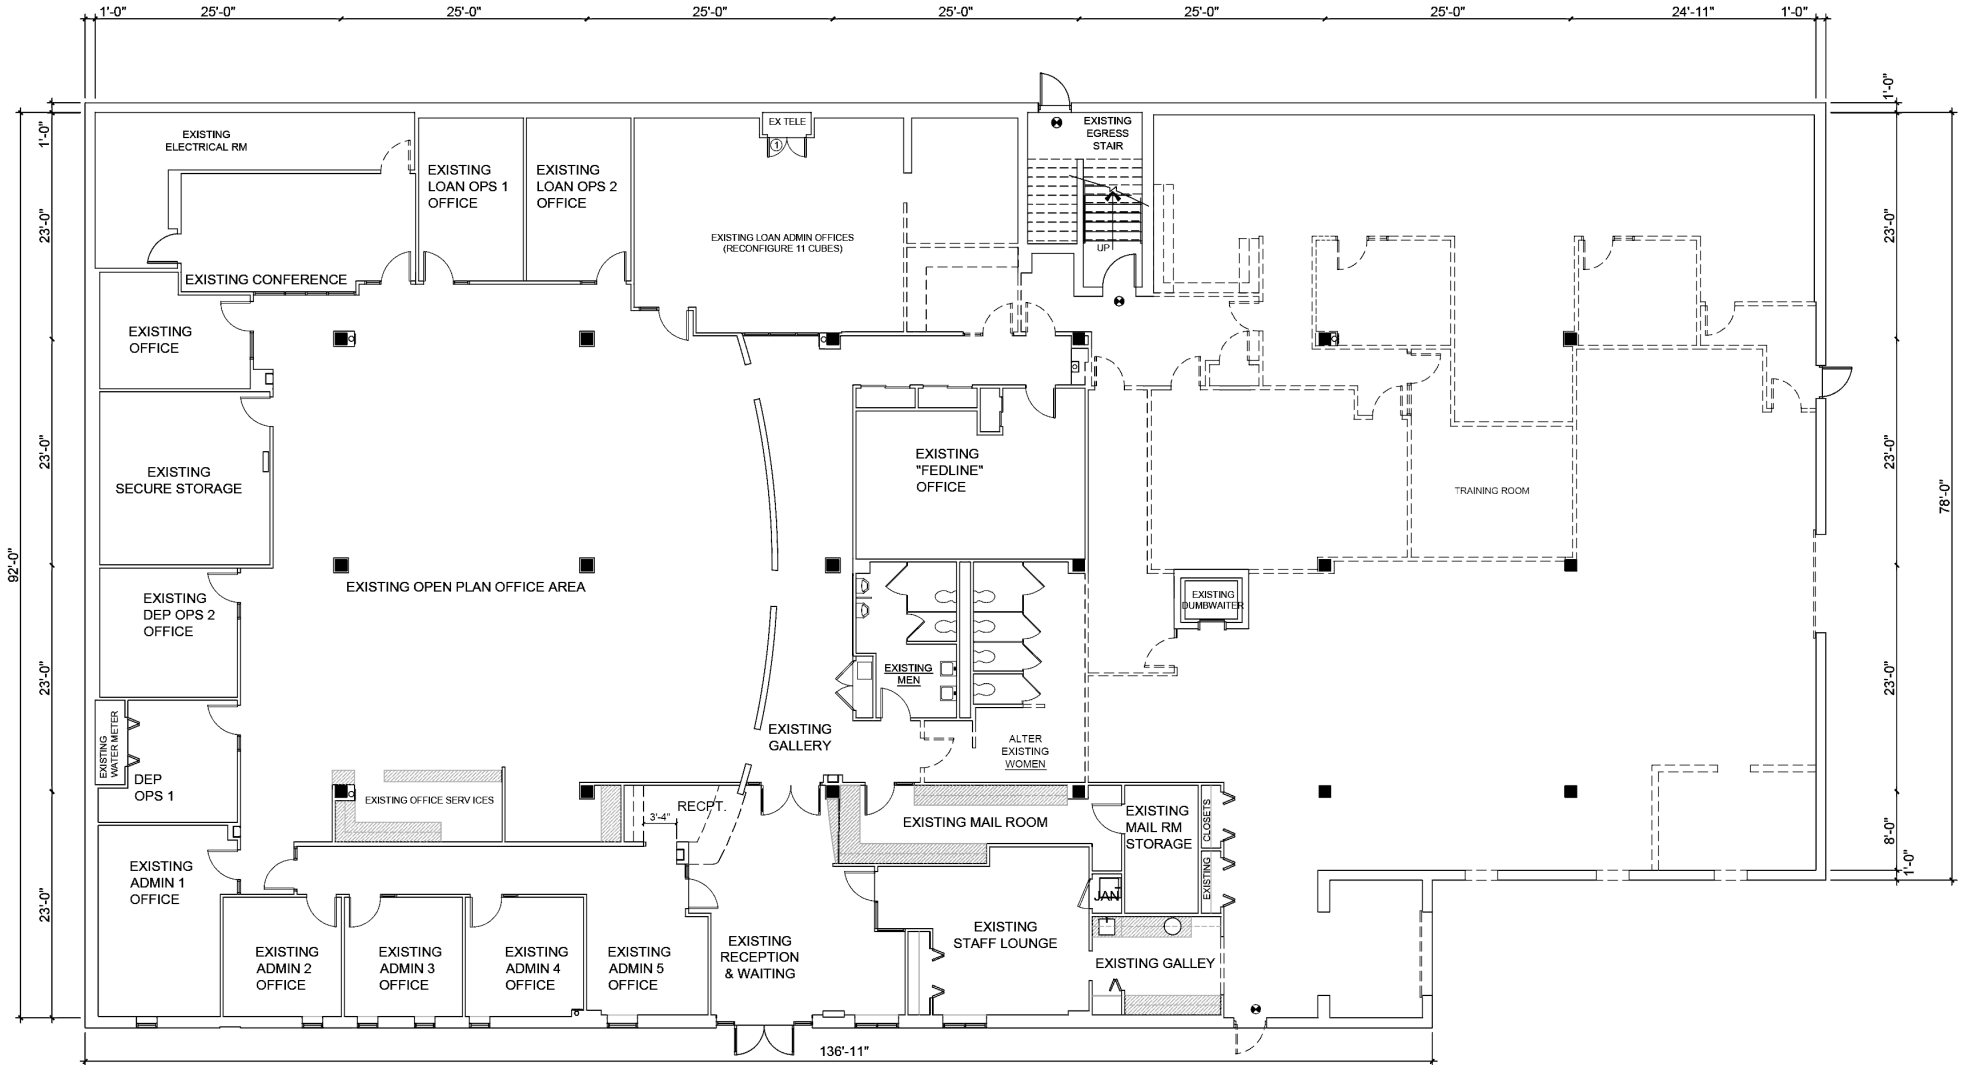 1'-0" 25'-0" 25'-0" 25'-0" 25'-0" 25'-0" 25'-0" 24'-11" 1'-0"
1'-0"
1'-0"
23'-0"
23'-0"
23'-0"
23'-0"
92'-0"
23'-0"
23'-0"
23'-0"
8'-0"
1'-0"
78'-0"
EXISTING
ELECTRICAL RM
EXISTING
LOAN OPS 1
OFFICE
EXISTING
LOAN OPS 2
OFFICE
EX TELE
1
EXISTING
EGRESS
STAIR
UP
EXISTING LOAN ADMIN OFFICES
(RECONFIGURE 11 CUBES)
EXISTING CONFERENCE
EXISTING
OFFICE
EXISTING
SECURE STORAGE
EXISTING
"FEDLINE"
OFFICE
TRAINING ROOM
EXISTING OPEN PLAN OFFICE AREA
EXISTING
DEP OPS 2
OFFICE
EXISTING
DUMBWAITER
EXISTING
MEN
EXISTING
WATER METER
DEP
OPS 1
EXISTING
GALLERY
ALTER
EXISTING
WOMEN
EXISTING OFFICE SERVICES
RECPT.
3'-4"
EXISTING MAIL ROOM
EXISTING
MAIL RM
STORAGE
CLOSETS
EXISTING
JAN
EXISTING
ADMIN 1
OFFICE
EXISTING
ADMIN 2
OFFICE
EXISTING
ADMIN 3
OFFICE
EXISTING
ADMIN 4
OFFICE
EXISTING
ADMIN 5
OFFICE
EXISTING
RECEPTION
& WAITING
EXISTING
STAFF LOUNGE
EXISTING GALLEY
136'-11"